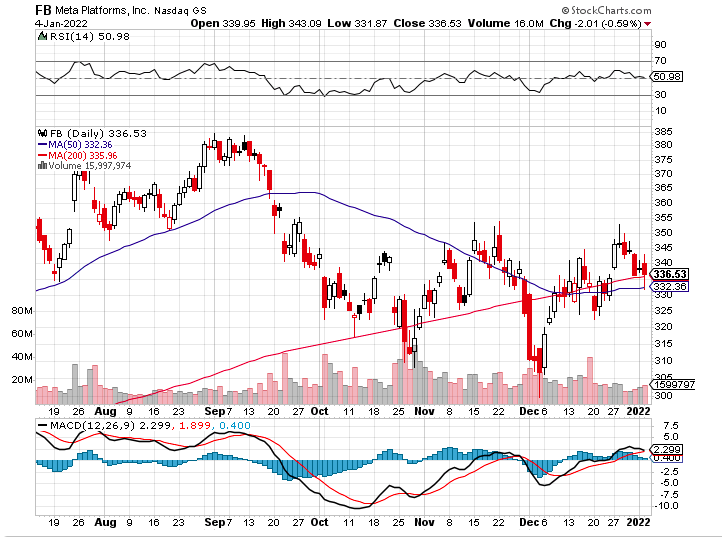 FB Meta Platforms, Inc. Nasdaq GS
© StockCharts.com
4-Jan-2022
Open 339.95 High 343.09 Low 331.87 Close 336.53 Volume 16.0M Chg -2.01 (-0.59%)
RSI(14) 50.98
90
70
50.98
30
10
FB (Daily) 336.53
MA(50) 332.36
MA(200) 335.96
Volume 15,997,974
385
380
375
370
365
360
355
350
345
340
336.53
332.36
330
325
320
315
310
305
300
80M
60M
40M
20M
1599797
19 26 Aug 9 16 23 Sep 7 13 20 27 Oct 11 18 25 Nov 8 15 22 Dec 6 13 20 27 2022
MACD(12,26,9) 2.299, 1.899, 0.400
7.5
5.0
2.299
0.400
-2.5
-5.0
-7.5
-10.0
19 26 Aug 9 16 23 Sep 7 13 20 27 Oct 11 18 25 Nov 8 15 22 Dec 6 13 20 27 2022